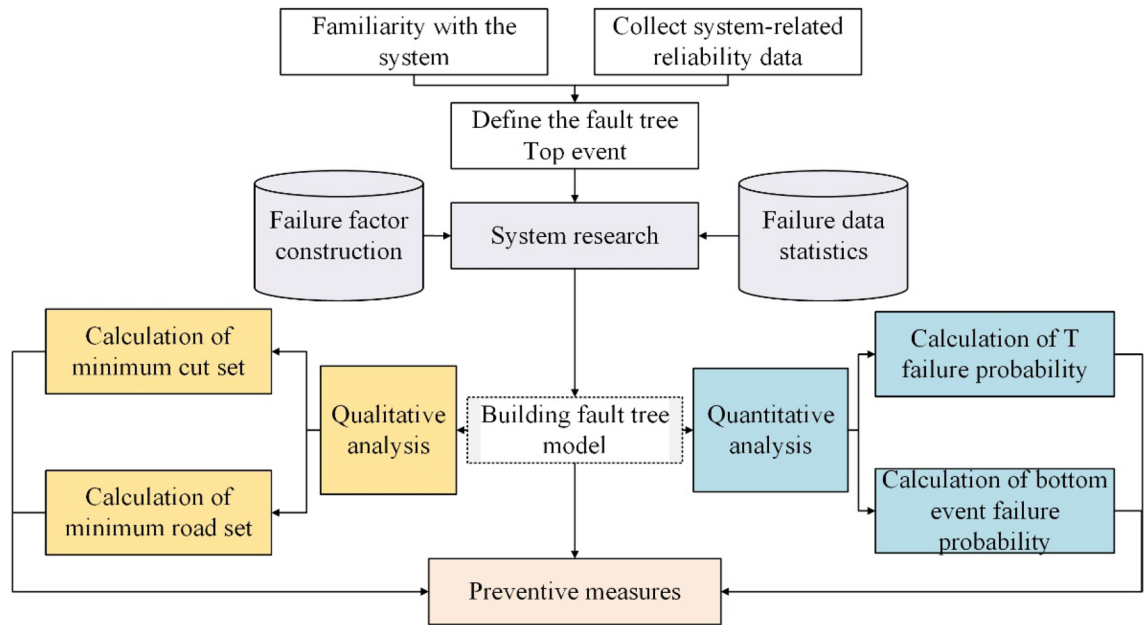 Familiarity with the
system
Collect system-related
reliability data
Define the fault tree
Top event
Failure factor
construction
System research
Failure data
statistics
Calculation of
minimum cut set
Calculation of T
failure probability
Qualitative
analysis
Building fault tree
model
Quantitative
analysis
Calculation of
minimum road set
Calculation of bottom
event failure
probability
Preventive measures